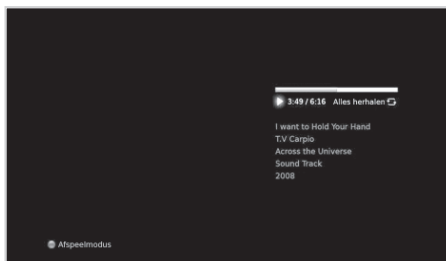 3:49 / 6:16 Alles herhalen
I want to Hold Your Hand
T.V Carpio
Across the Universe
Sound Track
2008
Afspeelmodus